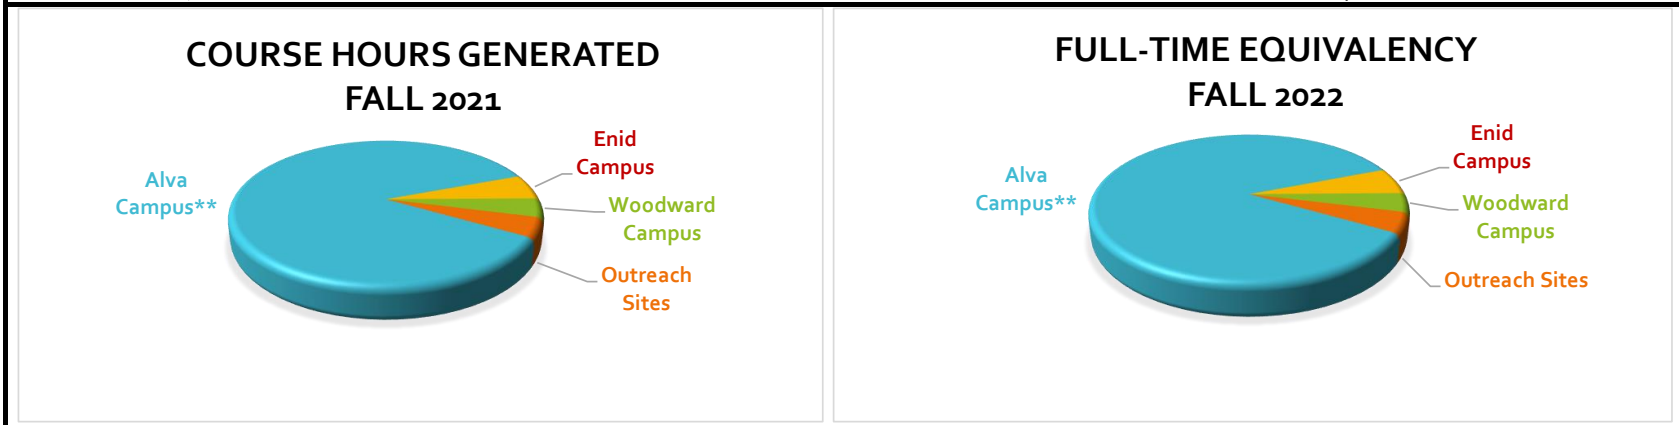 COURSE HOURS GENERATED
FALL 2021
Enid
Campus
Alva
Campus**
Woodward
Campus
Outreach
Sites
FULL-TIME EQUIVALENCY
FALL 2022
Enid
Campus
Alva
Campus**
Woodward
Campus
Outreach Sites